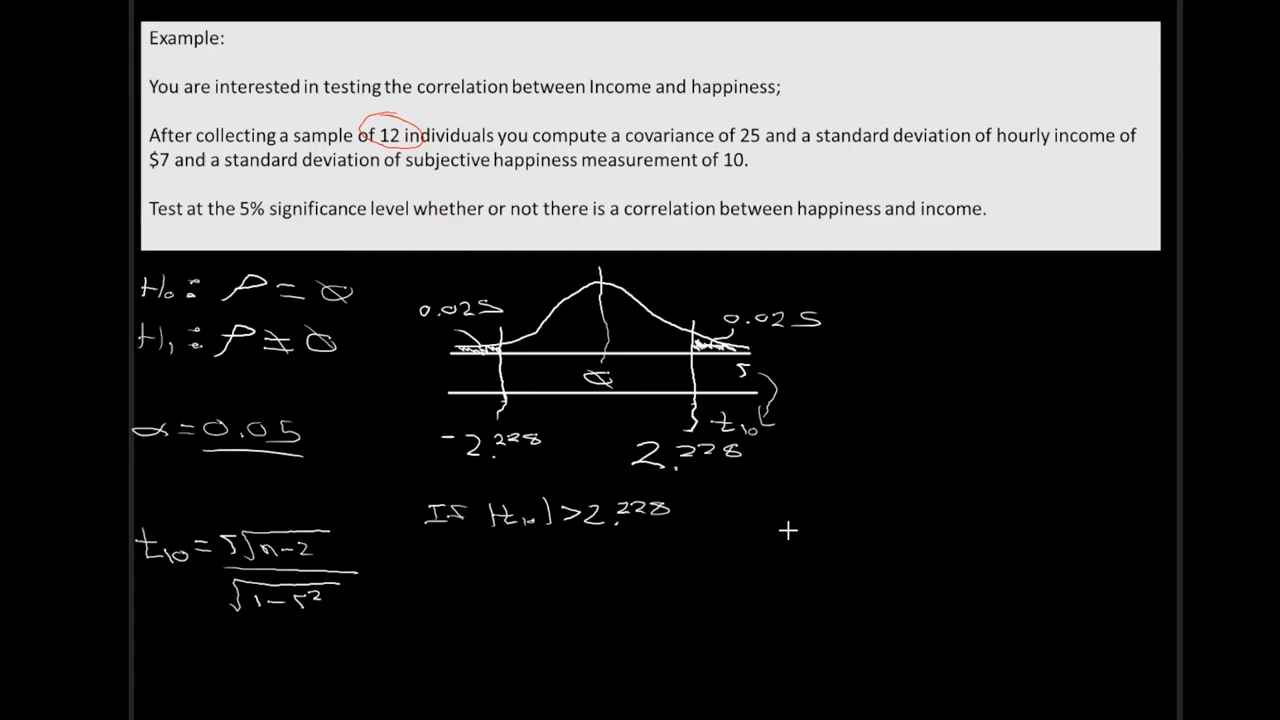 Example:
You are interested in testing the correlation between Income and happiness;
After collecting a sample of 12 individuals you compute a covariance of 25 and a standard deviation of hourly income of
$7 and a standard deviation of subjective happiness measurement of 10.
Test at the 5% significance level whether or not there is a correlation between happiness and income.
H₀: ρ = 0
H₁: ρ ≠ 0
α = 0.05
t₁₀ = r√(n-2) / √(1-r²)
0.025
0.025
0
r
t₁₀
-2.228
2.228
If |t₁₀| > 2.228